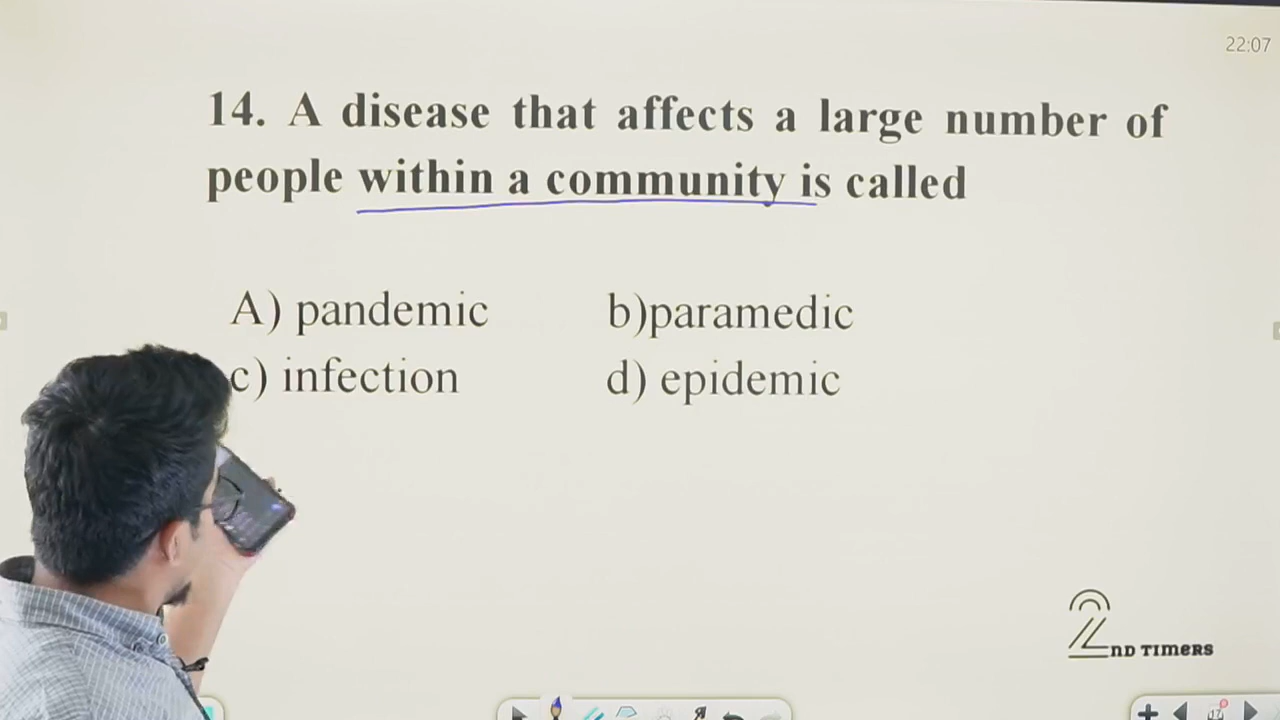 22:07
14. A disease that affects a large number of
people within a community is called
A) pandemic b)paramedic
c) infection d) epidemic
2ND TIMERS